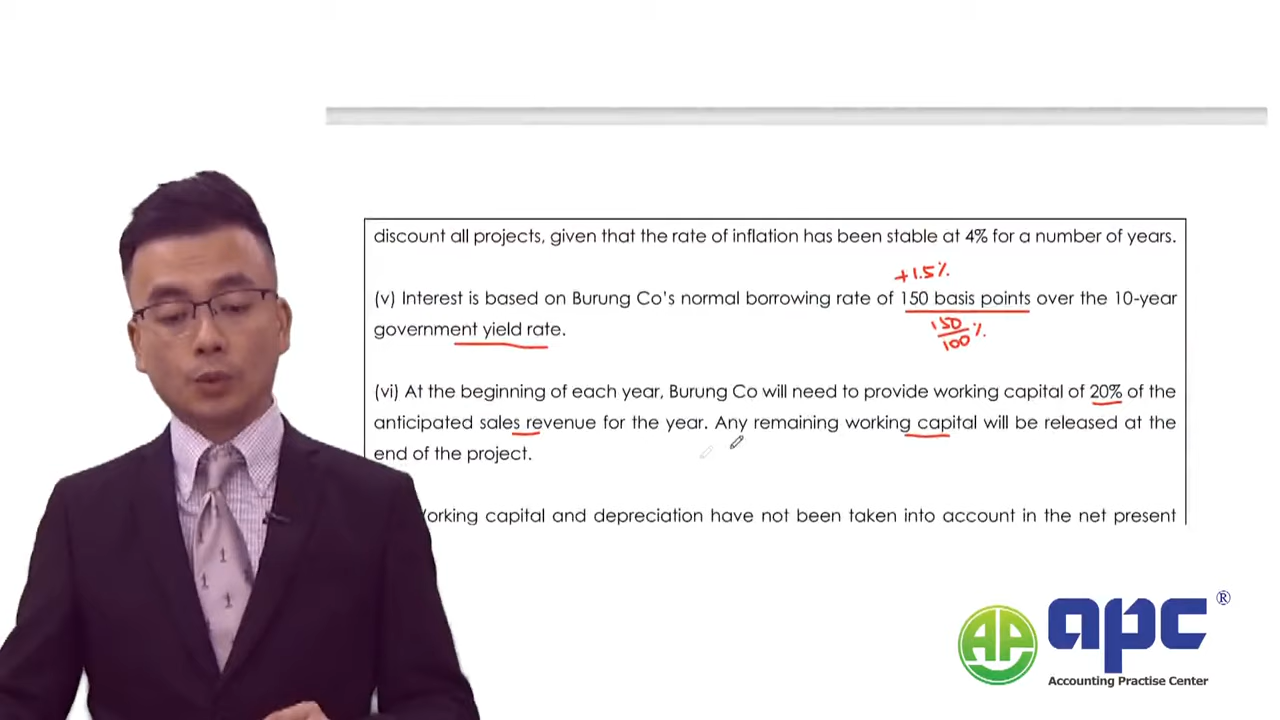 discount all projects, given that the rate of inflation has been stable at 4% for a number of years.
+1.5%
(v) Interest is based on Burung Co's normal borrowing rate of 150 basis points over the 10-year
government yield rate.
150
100 %
(vi) At the beginning of each year, Burung Co will need to provide working capital of 20% of the
anticipated sales revenue for the year. Any remaining working capital will be released at the
end of the project.
orking capital and depreciation have not been taken into account in the net present
AP apc ®
Accounting Practise Center